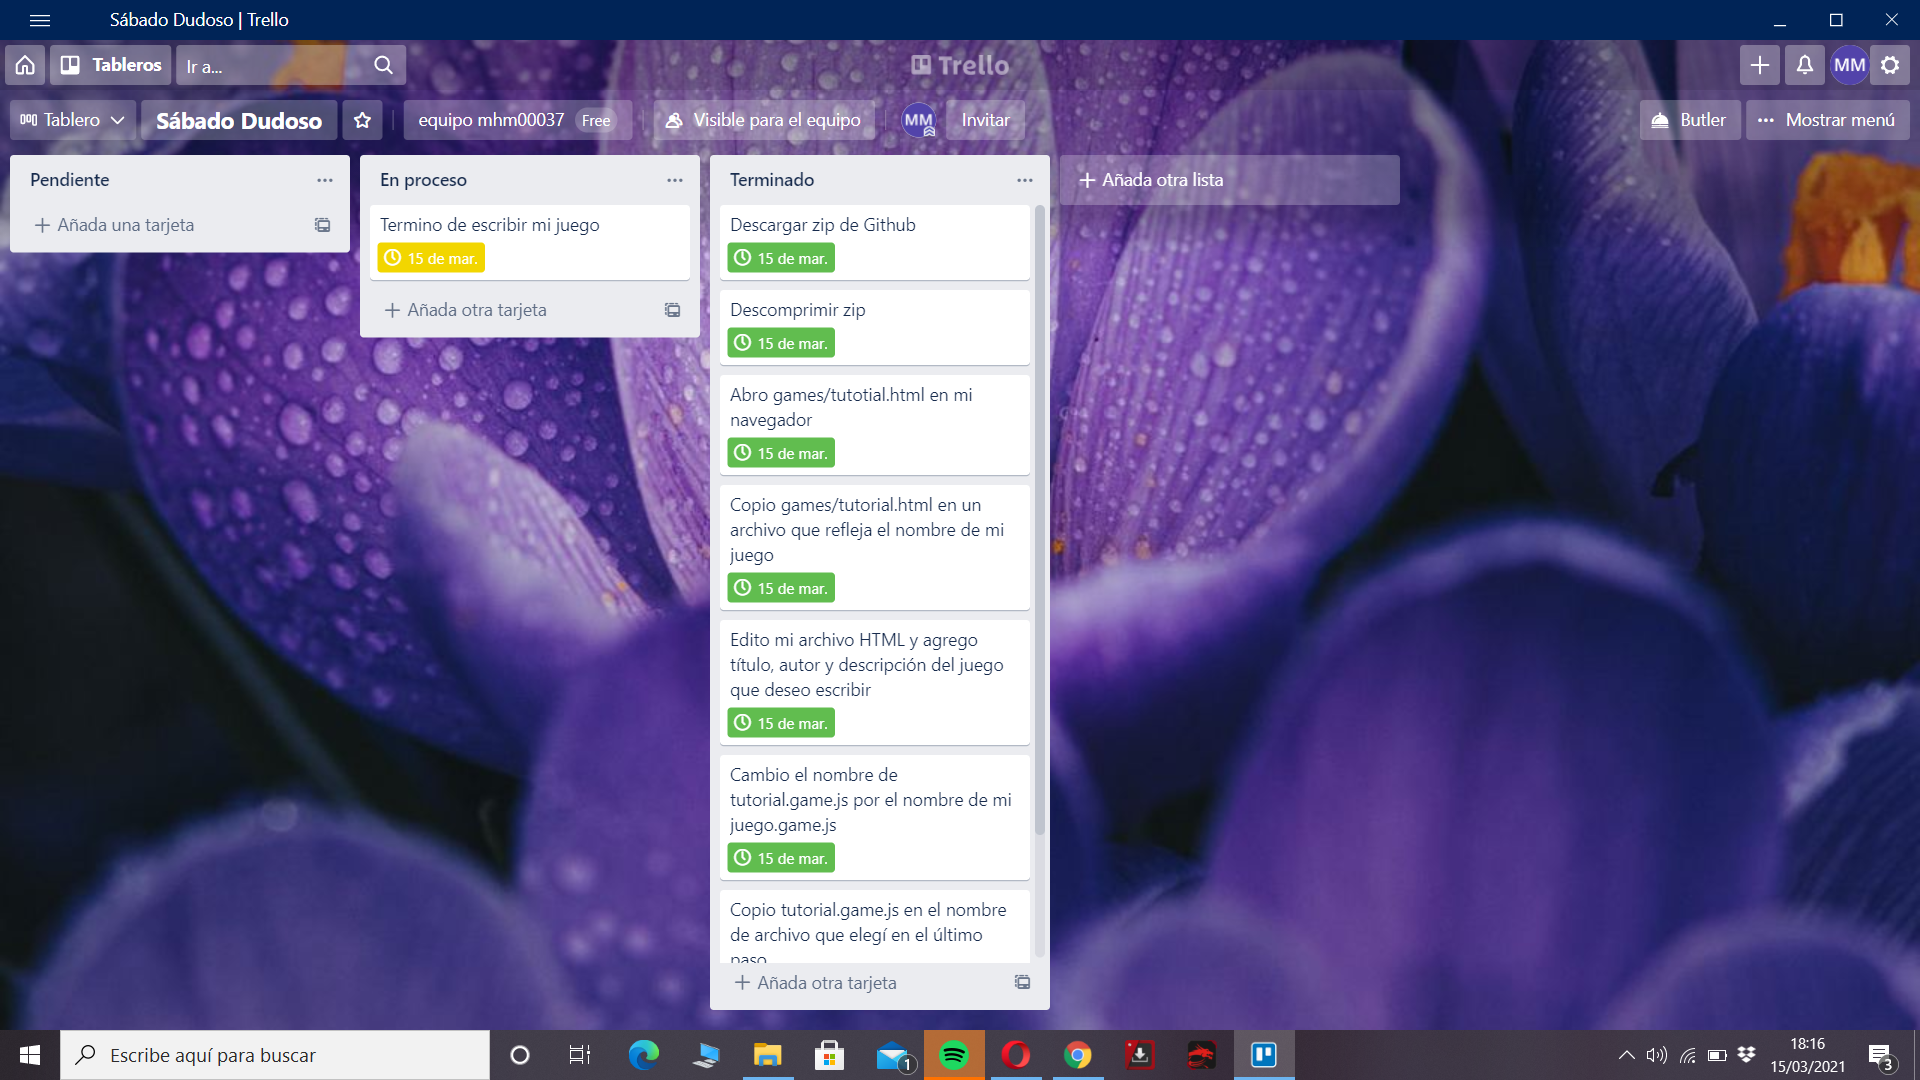 Sábado Dudoso | Trello
Tableros
Ir a...
Trello
MM
Tablero
Sábado Dudoso
equipo mhm00037 Free
Visible para el equipo
MM
Invitar
Butler
Mostrar menú
Pendiente
Añada una tarjeta
En proceso
Termino de escribir mi juego
15 de mar.
Añada otra tarjeta
Terminado
Descargar zip de Github
15 de mar.
Descomprimir zip
15 de mar.
Abro games/tutotial.html en mi
navegador
15 de mar.
Copio games/tutorial.html en un
archivo que refleja el nombre de mi
juego
15 de mar.
Edito mi archivo HTML y agrego
título, autor y descripción del juego
que deseo escribir
15 de mar.
Cambio el nombre de
tutorial.game.js por el nombre de mi
juego.game.js
15 de mar.
Copio tutorial.game.js en el nombre
de archivo que elegí en el último
paso
Añada otra tarjeta
Añada otra lista
Escribe aquí para buscar
1
18:16
15/03/2021
3